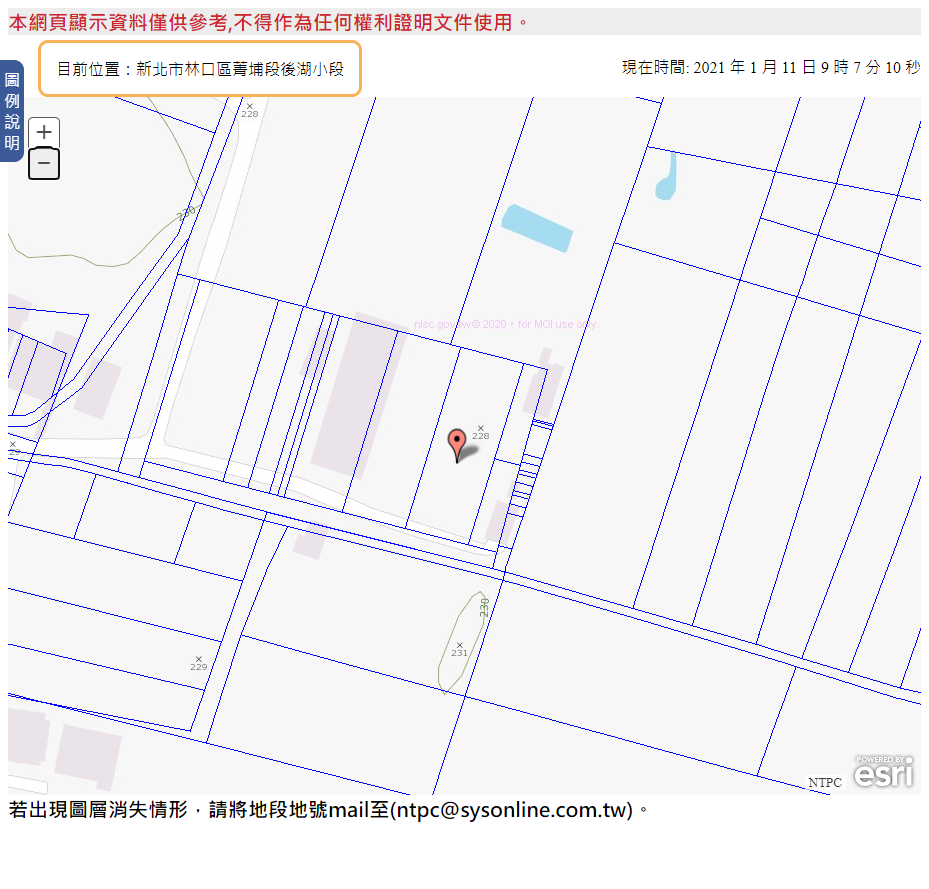 本網頁顯示資料僅供參考,不得作為任何權利證明文件使用。
目前位置：新北市林口區菁埔段後湖小段
現在時間: 2021 年 1 月 11 日 9 時 7 分 10 秒
圖例說明
+
−
228
230
nlsc.gov.tw© 2020，for MOI use only.
228
230
231
229
POWERED BY
esri
NTPC
若出現圖層消失情形，請將地段地號mail至(ntpc@sysonline.com.tw)。